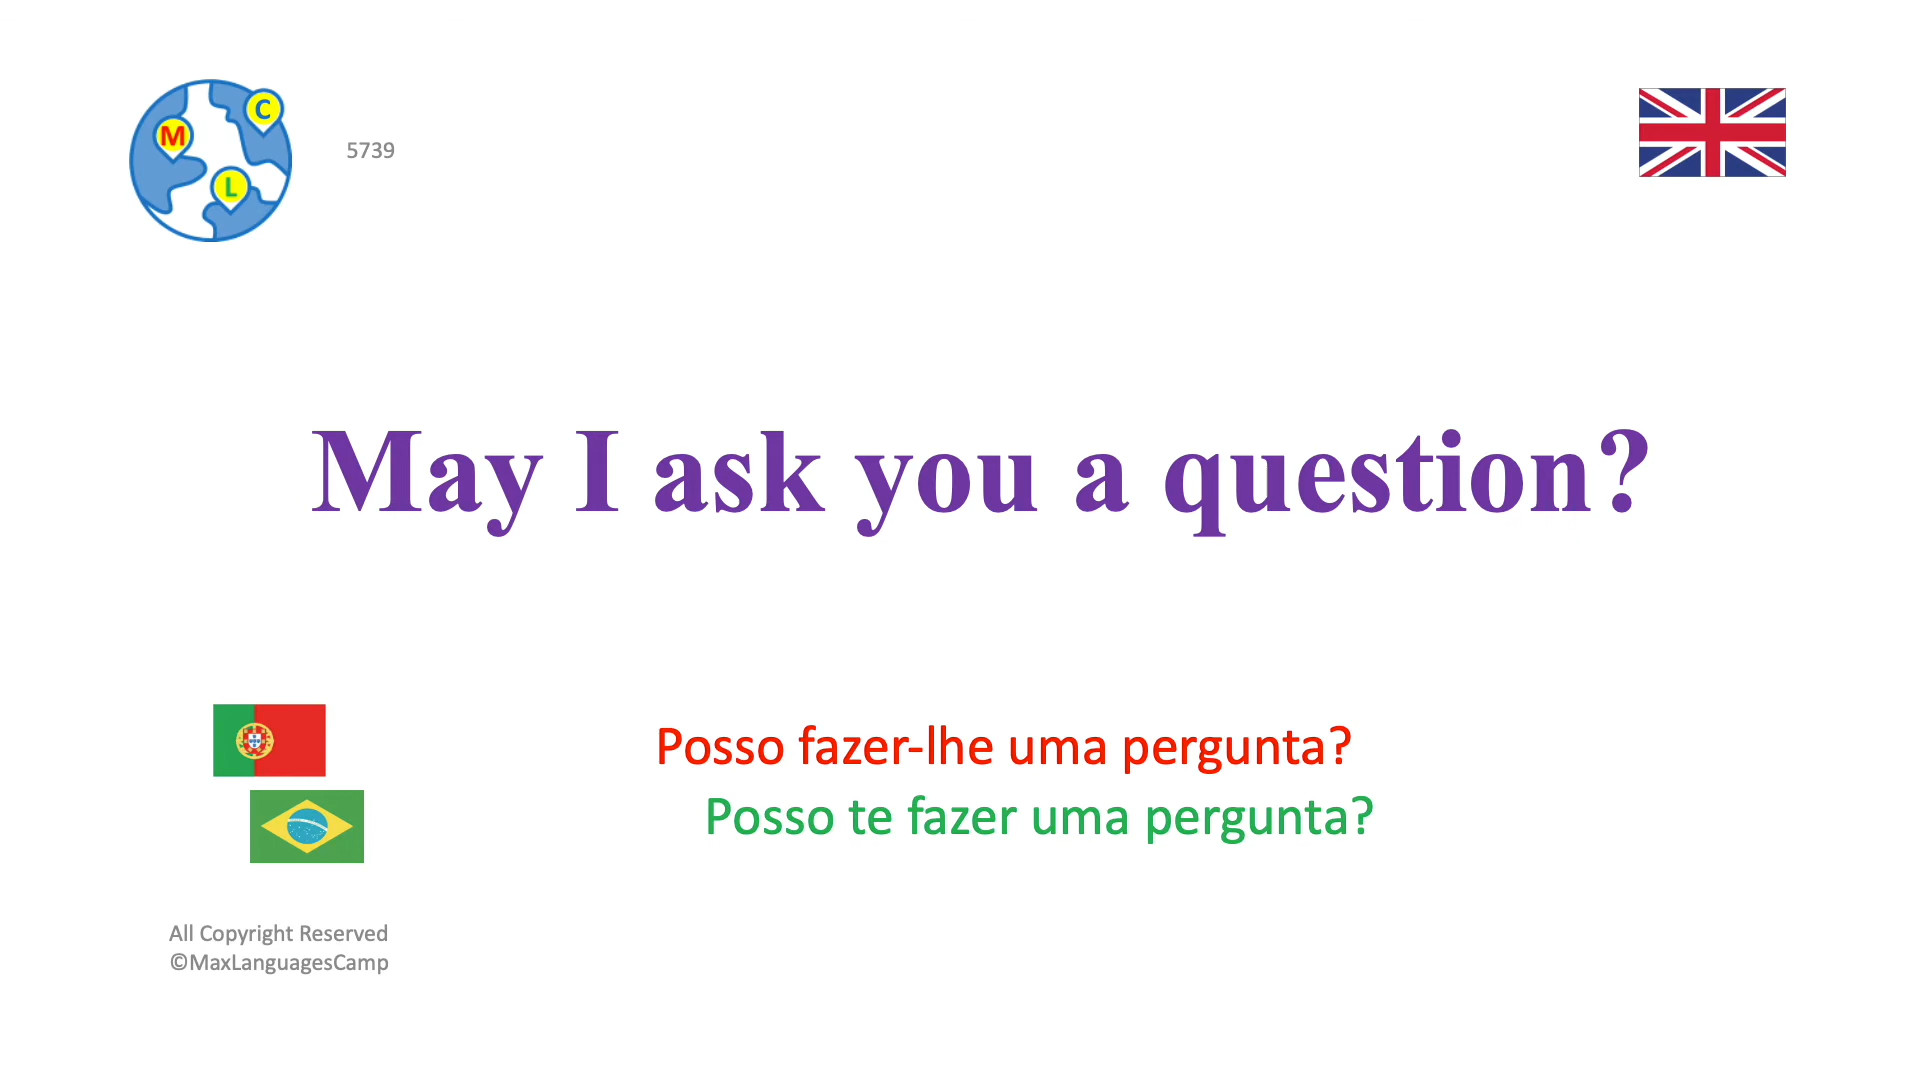 C
M
L
5739
May I ask you a question?
Posso fazer-lhe uma pergunta?
Posso te fazer uma pergunta?
All Copyright Reserved
©MaxLanguagesCamp